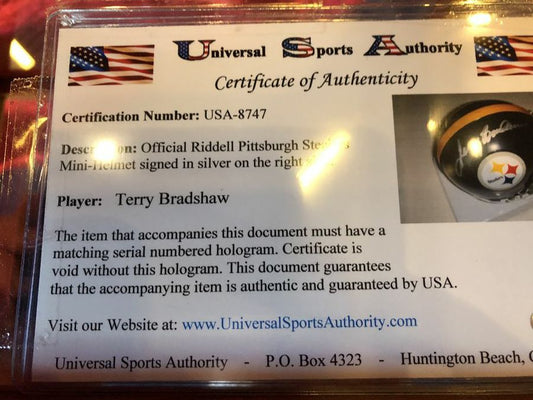 Universal Sports Authority
Certificate of Authenticity
Certification Number: USA-8747
Official Riddell Pittsburgh
Mini-Helmet signed in silver on the right
Player: Terry Bradshaw
The item that accompanies this document must have a
matching serial numbered hologram. Certificate is
void without this hologram. This document guarantees
that the accompanying item is authentic and guaranteed by USA.
Visit our Website at: www.UniversalSportsAuthority.com
Universal Sports Authority - P.O. Box 4323 - Huntington Beach,